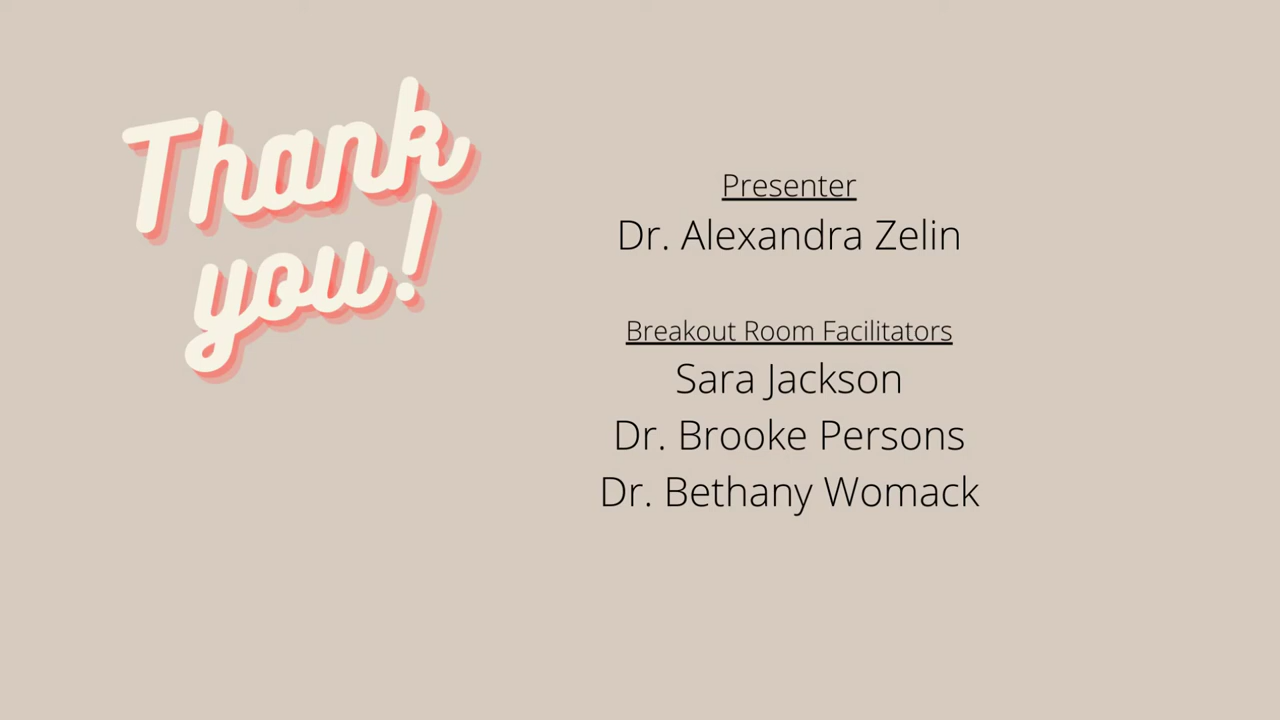 Thank
you!
Presenter
Dr. Alexandra Zelin
Breakout Room Facilitators
Sara Jackson
Dr. Brooke Persons
Dr. Bethany Womack